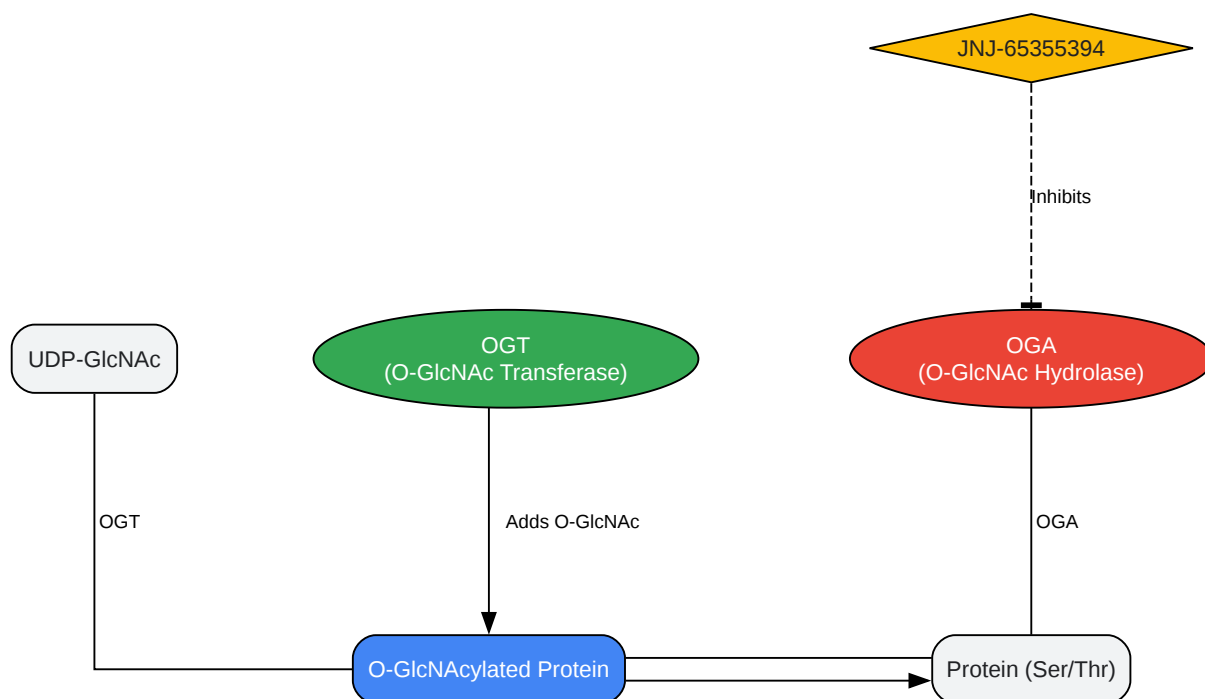 JNJ-65355394
Inhibits
UDP-GlcNAc
OGT
(O-GlcNAc Transferase)
OGA
(O-GlcNAc Hydrolase)
OGT
Adds O-GlcNAc
OGA
O-GlcNAcylated Protein
Protein (Ser/Thr)